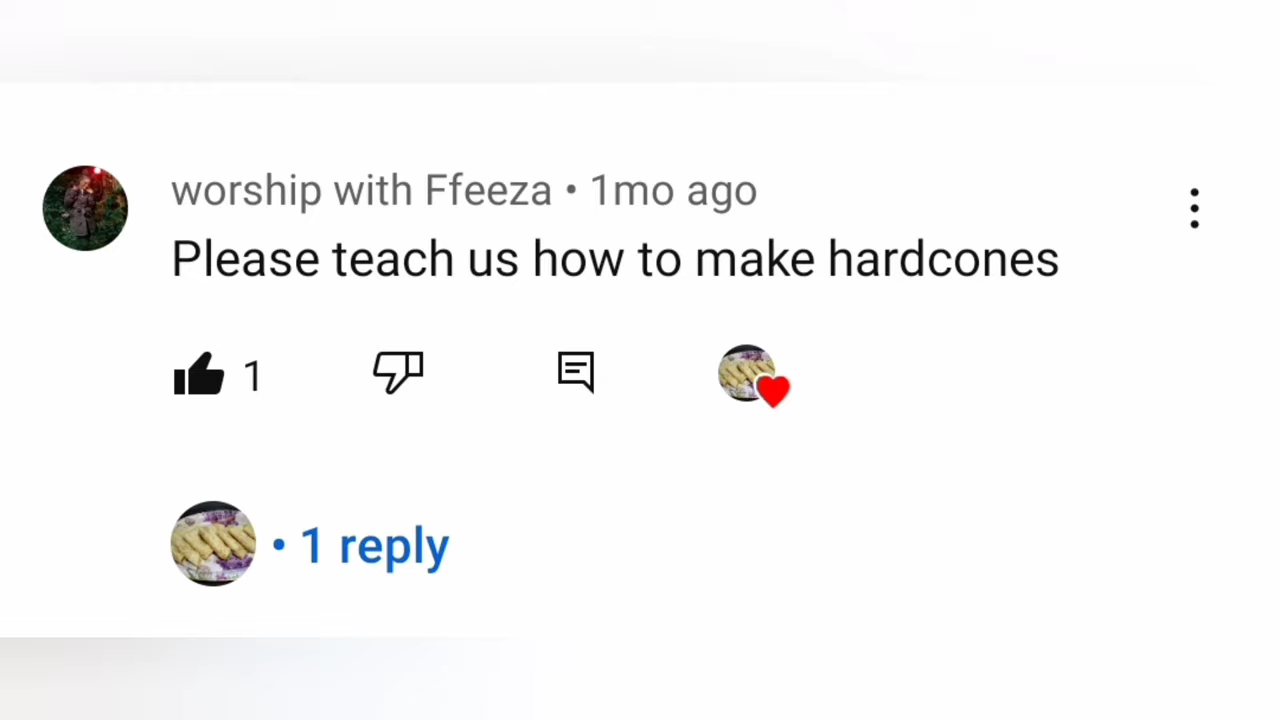 worship with Ffeeza • 1mo ago
Please teach us how to make hardcones
1
• 1 reply